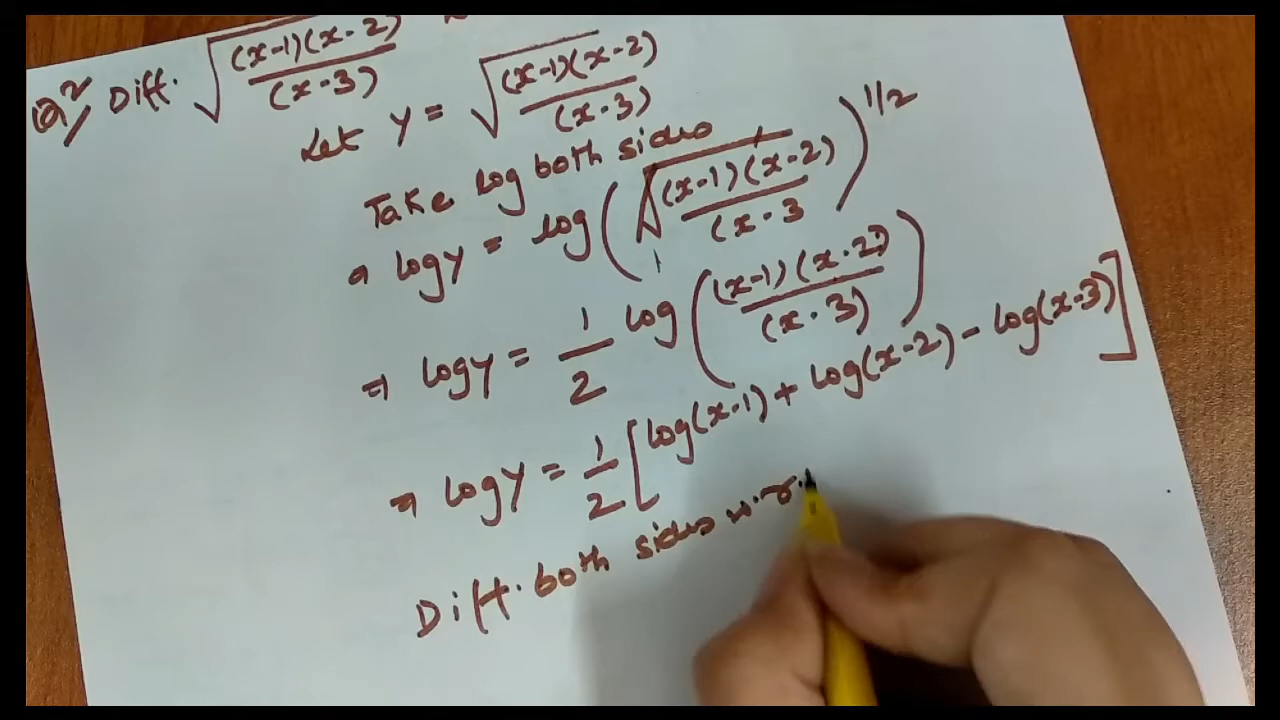 Q2/ Diff. √((x-1)(x-2)/(x-3))
Let y = √((x-1)(x-2)/(x-3))
Take log both sides
⇒ log y = log(√((x-1)(x-2)/(x-3))^1/2
⇒ log y = 1/2 log((x-1)(x-2)/(x-3))
⇒ log y = 1/2 [log(x-1) + log(x-2) - log(x-3)]
Diff. both sides w.r.